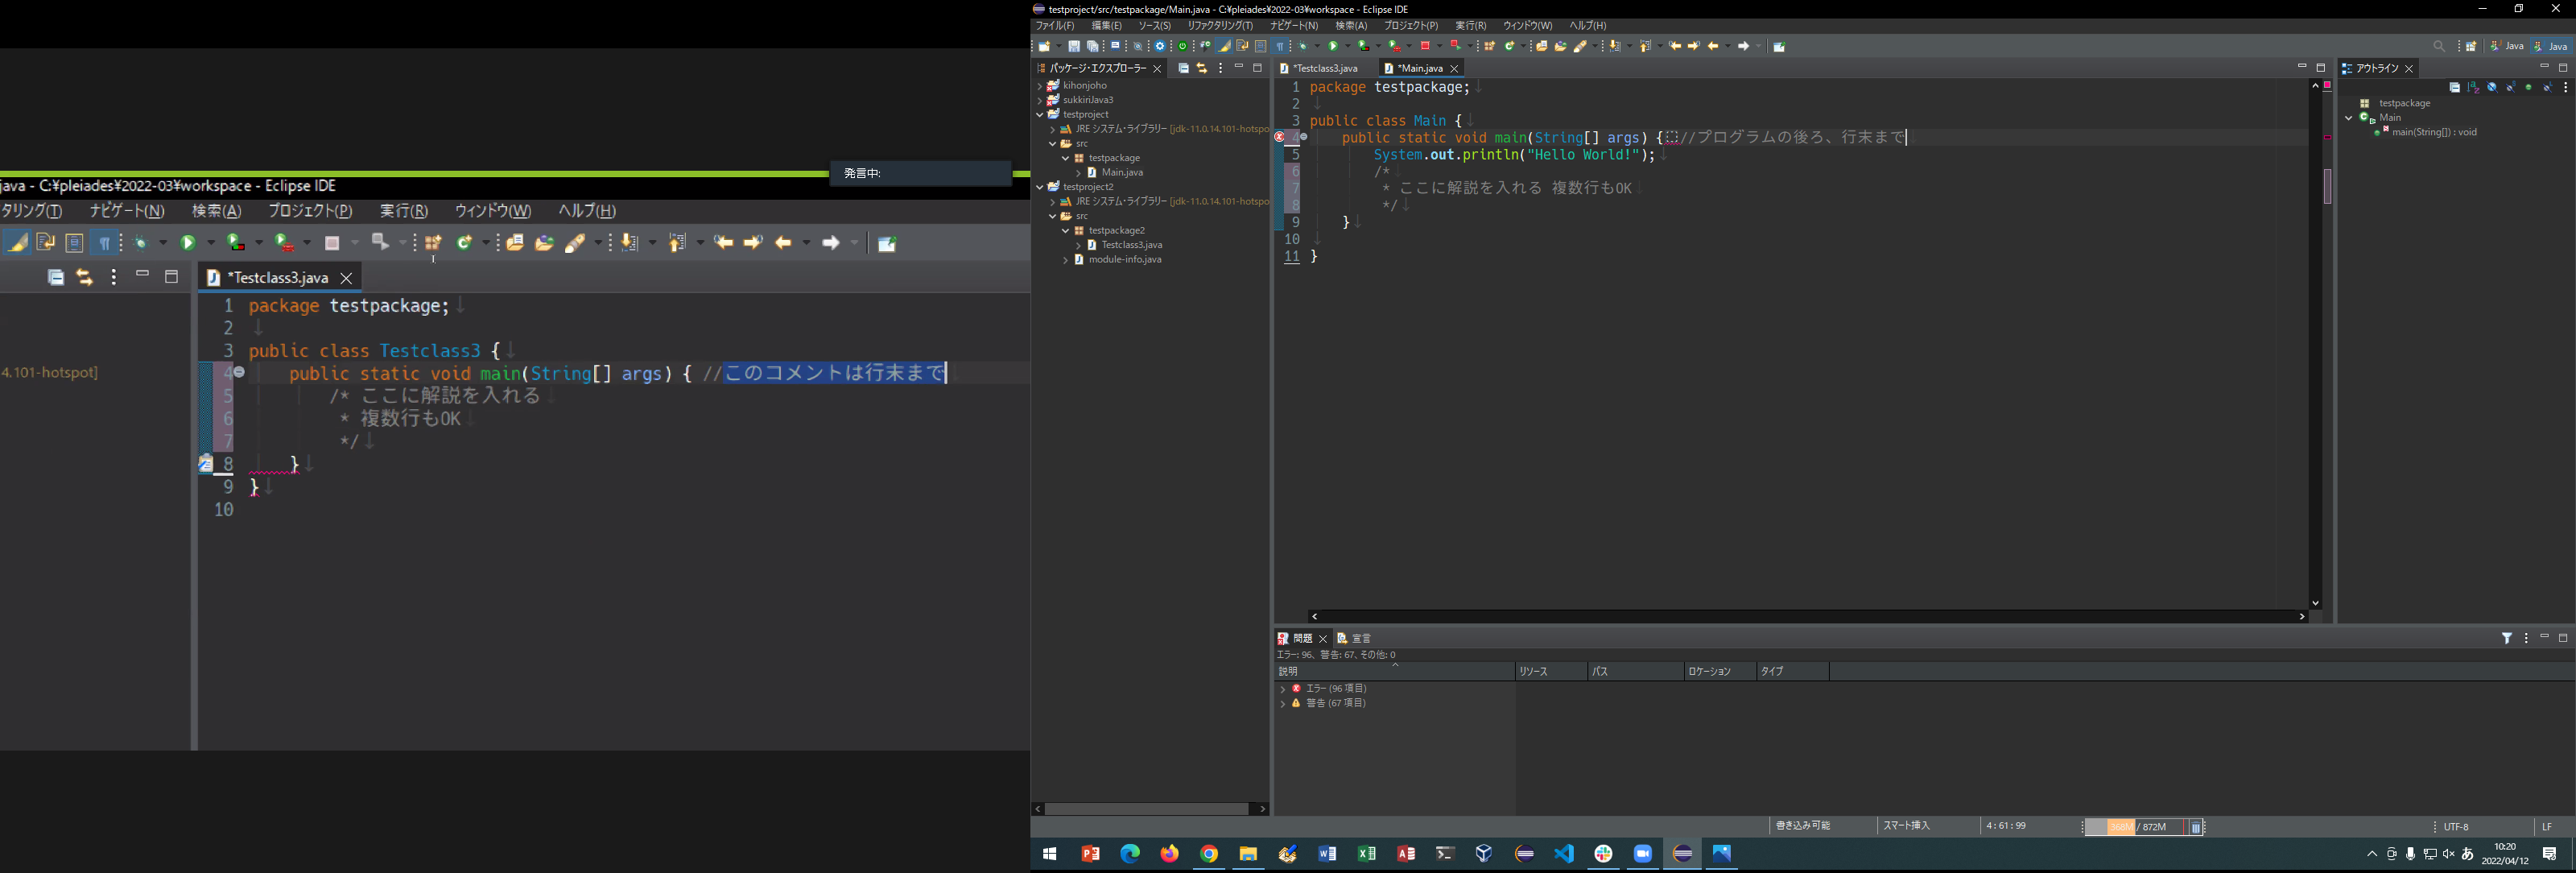 発言中:
java - C:¥pleiades¥2022-03¥workspace - Eclipse IDE
タリング(T) ナビゲート(N) 検索(A) プロジェクト(P) 実行(R) ウィンドウ(W) ヘルプ(H)
*Testclass3.java
4.101-hotspot]
1 package testpackage;↓
2 ↓
3 public class Testclass3 {↓
4 public static void main(String[] args) { //このコメントは行末まで↓
5 /* ここに解説を入れる↓
6 * 複数行もOK↓
7 */↓
8 }↓
9 }↓
10
testproject/src/testpackage/Main.java - C:¥pleiades¥2022-03¥workspace - Eclipse IDE
ファイル(F) 編集(E) ソース(S) リファクタリング(T) ナビゲート(N) 検索(A) プロジェクト(P) 実行(R) ウィンドウ(W) ヘルプ(H)
Java Java
パッケージ・エクスプローラー
kihonjoho
sukkiriJava3
testproject
JRE システム・ライブラリー [jdk-11.0.14.101-hotspo
src
testpackage
Main.java
testproject2
JRE システム・ライブラリー [jdk-11.0.14.101-hotspo
src
testpackage2
Testclass3.java
module-info.java
*Testclass3.java *Main.java
1 package testpackage;↓
2 ↓
3 public class Main {↓
4 public static void main(String[] args) {//プログラムの後ろ、行末まで
5 System.out.println("Hello World!");↓
6 /*↓
7 * ここに解説を入れる 複数行もOK↓
8 */↓
9 }↓
10 ↓
11 }
アウトライン
testpackage
Main
main(String[]) : void
問題 宣言
エラー: 96、警告: 67、その他: 0
説明 リソース パス ロケーション タイプ
エラー (96 項目)
警告 (67 項目)
書き込み可能 スマート挿入 4 : 61 : 99 368M / 872M UTF-8 LF
あ 10:20
2022/04/12